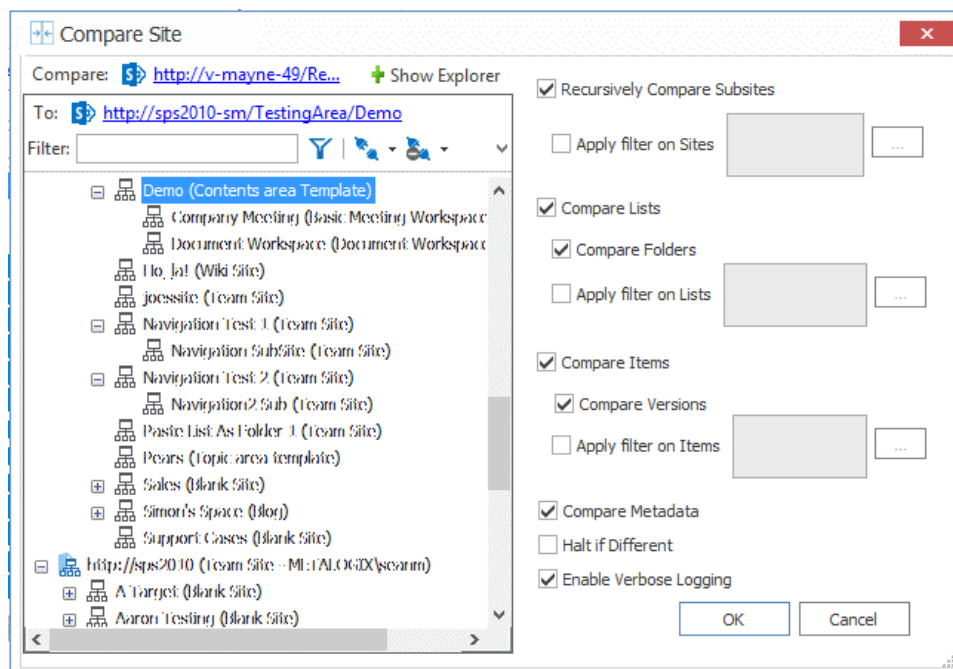 Compare Site
Compare: http://v-mayne-49/Re... Show Explorer
To: http://sps2010-sm/TestingArea/Demo
Filter:
Demo (Contents area Template)
Company Meeting (Basic Meeting Workspace
Document Workspace (Document Workspace
Ho, Ja! (Wiki Site)
joessite (Team Site)
Navigation Test 1 (Team Site)
Navigation SubSite (Team Site)
Navigation Test 2 (Team Site)
Navigation2 Sub (Team Site)
Paste List As Folder 1 (Team Site)
Pears (Topic area template)
Sales (Blank Site)
Simon's Space (Blog)
Support Cases (Blank Site)
http://sps2010 (Team Site - METALOGIX\seanm)
A Target (Blank Site)
Aaron Testing (Blank Site)
Recursively Compare Subsites
Apply filter on Sites ...
Compare Lists
Compare Folders
Apply filter on Lists ...
Compare Items
Compare Versions
Apply filter on Items ...
Compare Metadata
Halt if Different
Enable Verbose Logging
OK Cancel